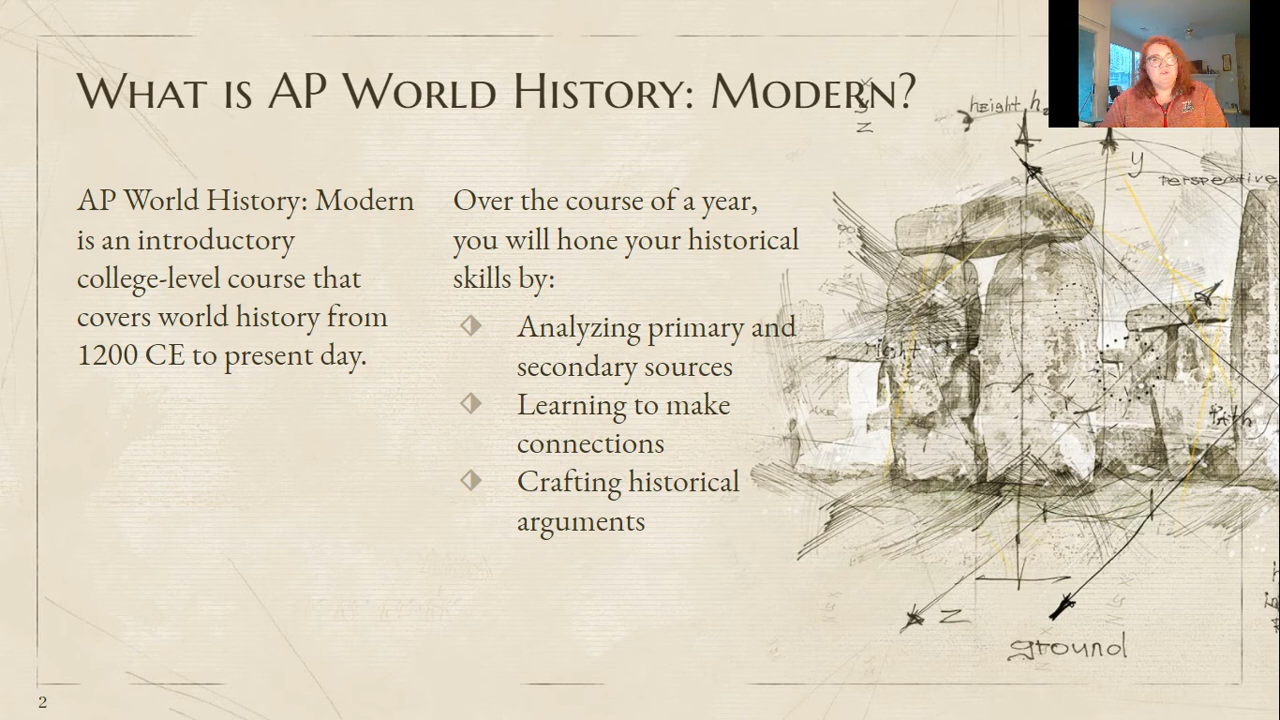 What is AP World History: Modern?
AP World History: Modern
is an introductory
college-level course that
covers world history from
1200 CE to present day.
Over the course of a year,
you will hone your historical
skills by:
Analyzing primary and
secondary sources
Learning to make
connections
Crafting historical
arguments
height, h
y
z
y
perspective
right
path
z
ground
2